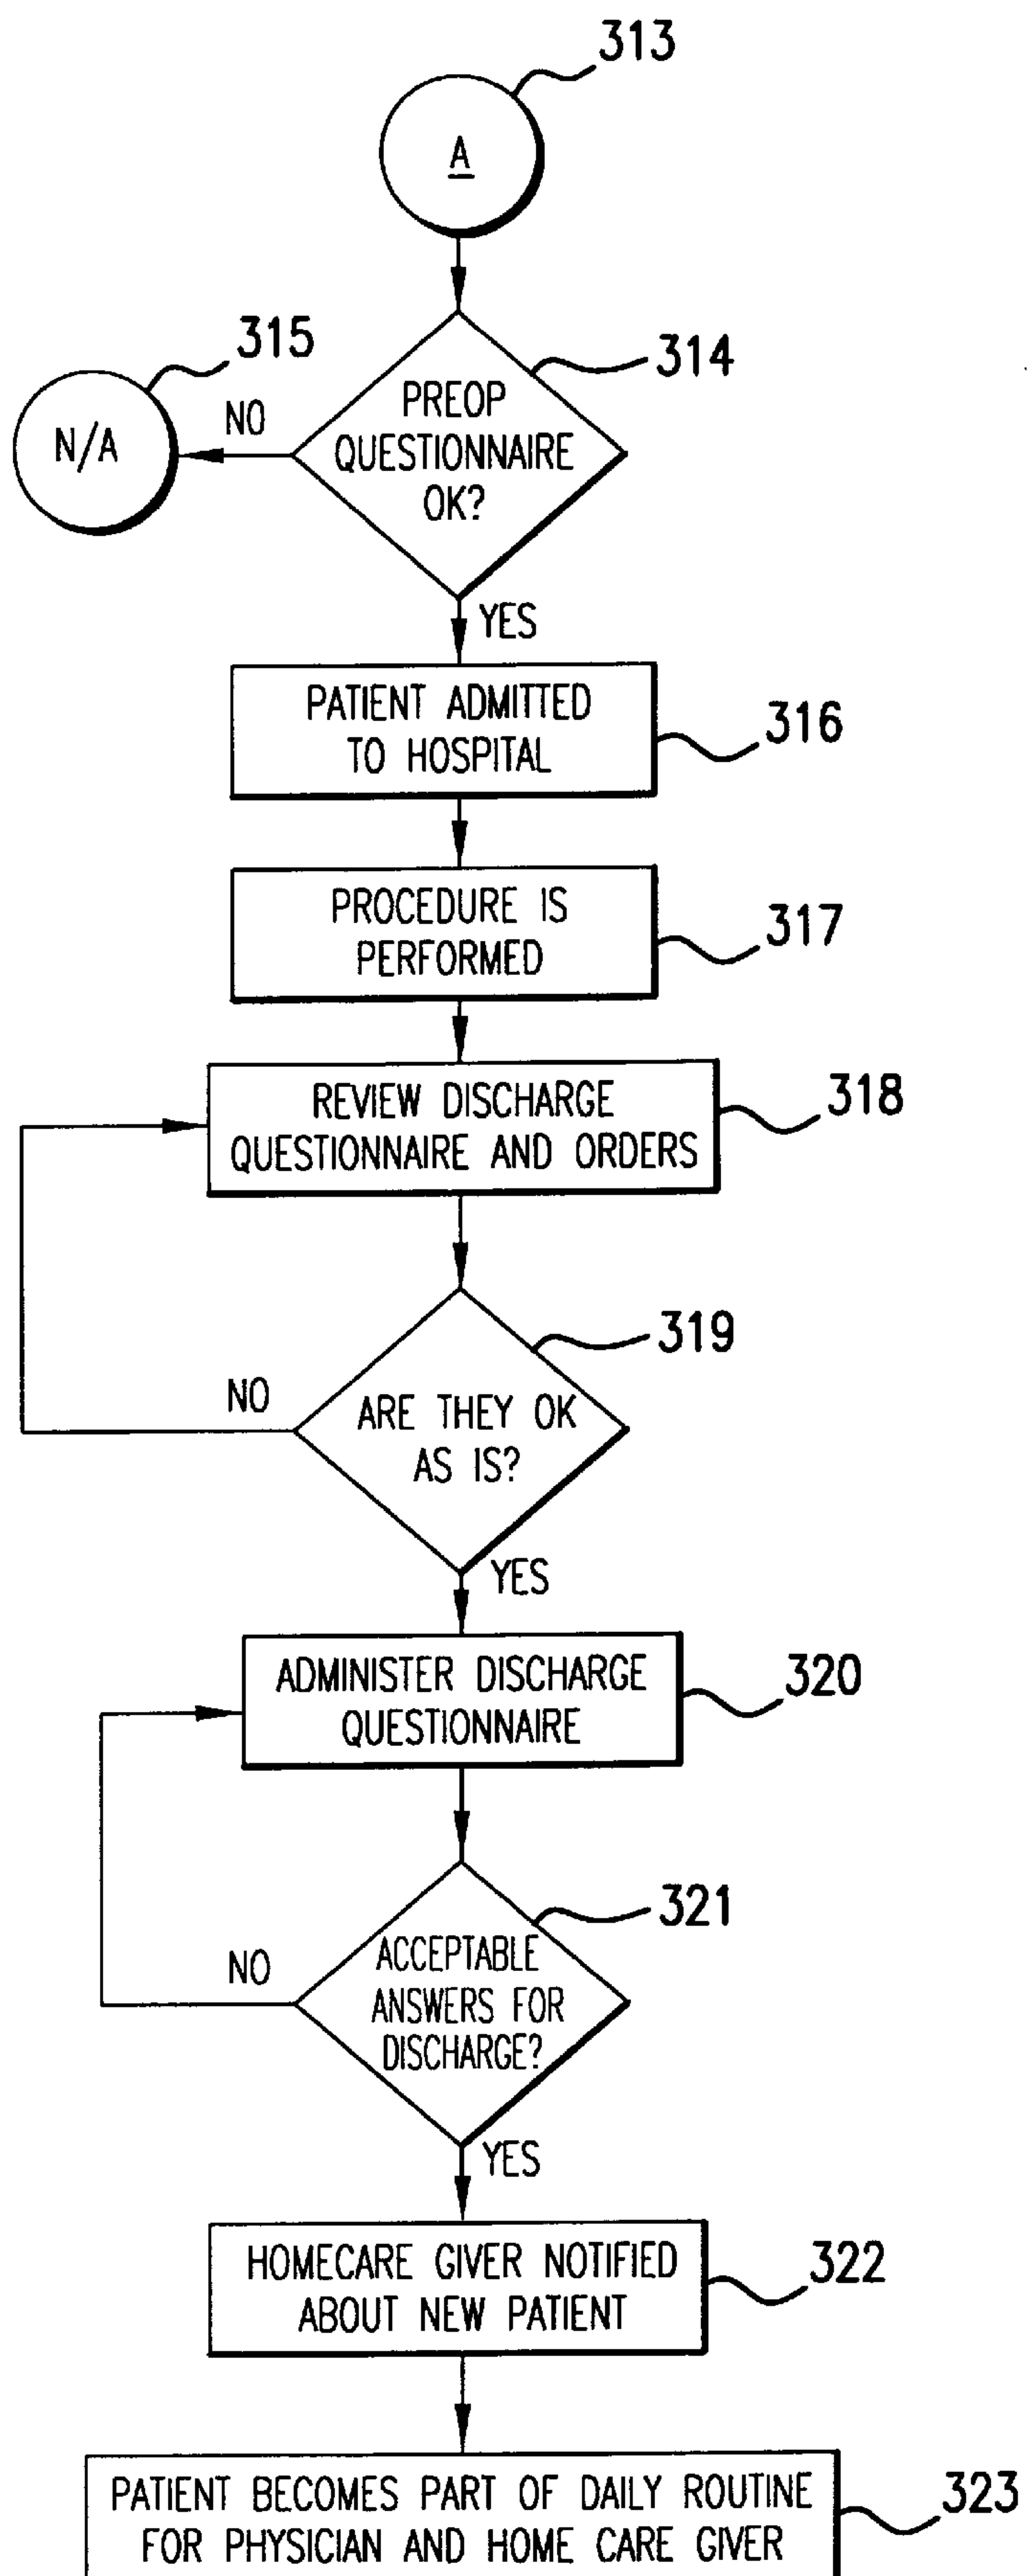 313
A
315
314
N/A
NO
PREOP
QUESTIONNAIRE
OK?
YES
PATIENT ADMITTED
TO HOSPITAL
316
PROCEDURE IS
PERFORMED
317
REVIEW DISCHARGE
QUESTIONNAIRE AND ORDERS
318
319
NO
ARE THEY OK
AS IS?
YES
ADMINISTER DISCHARGE
QUESTIONNAIRE
320
321
NO
ACCEPTABLE
ANSWERS FOR
DISCHARGE?
YES
HOMECARE GIVER NOTIFIED
ABOUT NEW PATIENT
322
PATIENT BECOMES PART OF DAILY ROUTINE
FOR PHYSICIAN AND HOME CARE GIVER
323